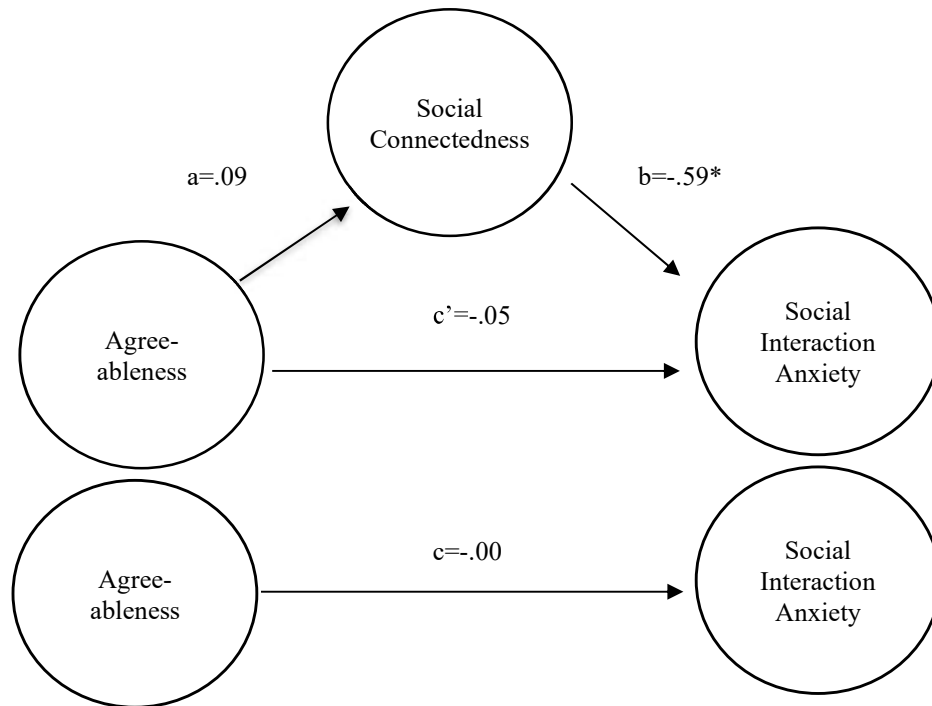 Social
Connectedness
a=.09
b=-.59*
Agree-
ableness
c’=-.05
Social
Interaction
Anxiety
Agree-
ableness
c=-.00
Social
Interaction
Anxiety